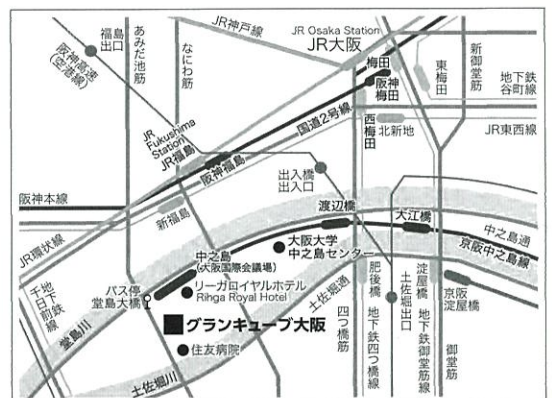 福島
出口
あみだ池筋
なにわ筋
JR神戸線
JR Osaka Station
JR大阪
阪神高速
(空港線)
梅田
阪神
梅田
東梅田
新御堂筋
地下鉄
谷町線
国道2号線
西梅田
北新地
JR東西線
JR
Fukushima
Station
JR福島
阪神福島
出入橋
出入口
阪神本線
新福島
渡辺橋
大江橋
中之島通
京阪中之島線
JR環状線
中之島
(大阪国際会議場)
大阪大学
中之島センター
千日前線
地下鉄
バス停
堂島大橋
リーガロイヤルホテル
Rihga Royal Hotel
土佐堀通
肥後橋
四つ橋筋
地下鉄四つ橋線
土佐堀出口
淀屋橋
地下鉄御堂筋線
京阪
淀屋橋
御堂筋
堂島川
グランキューブ大阪
住友病院
土佐堀川